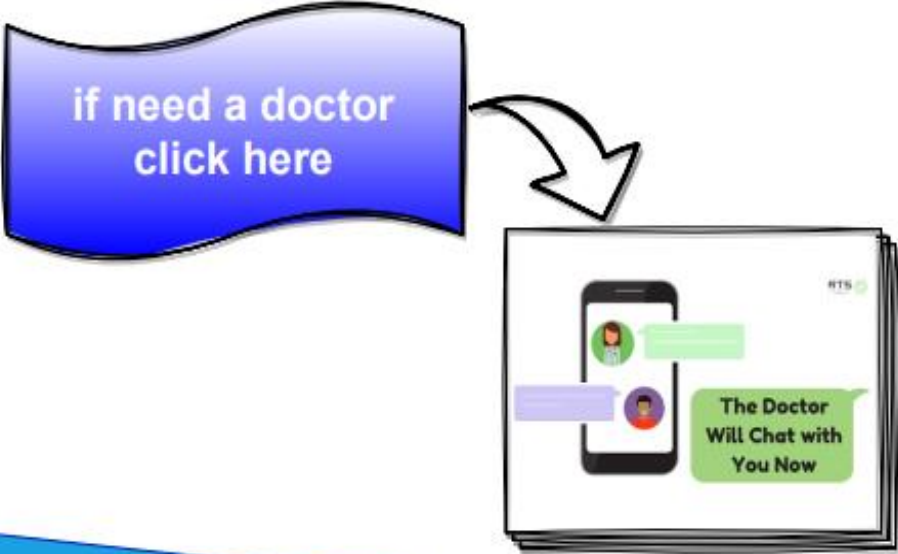 if need a doctor
click here
RTS
The Doctor
Will Chat with
You Now